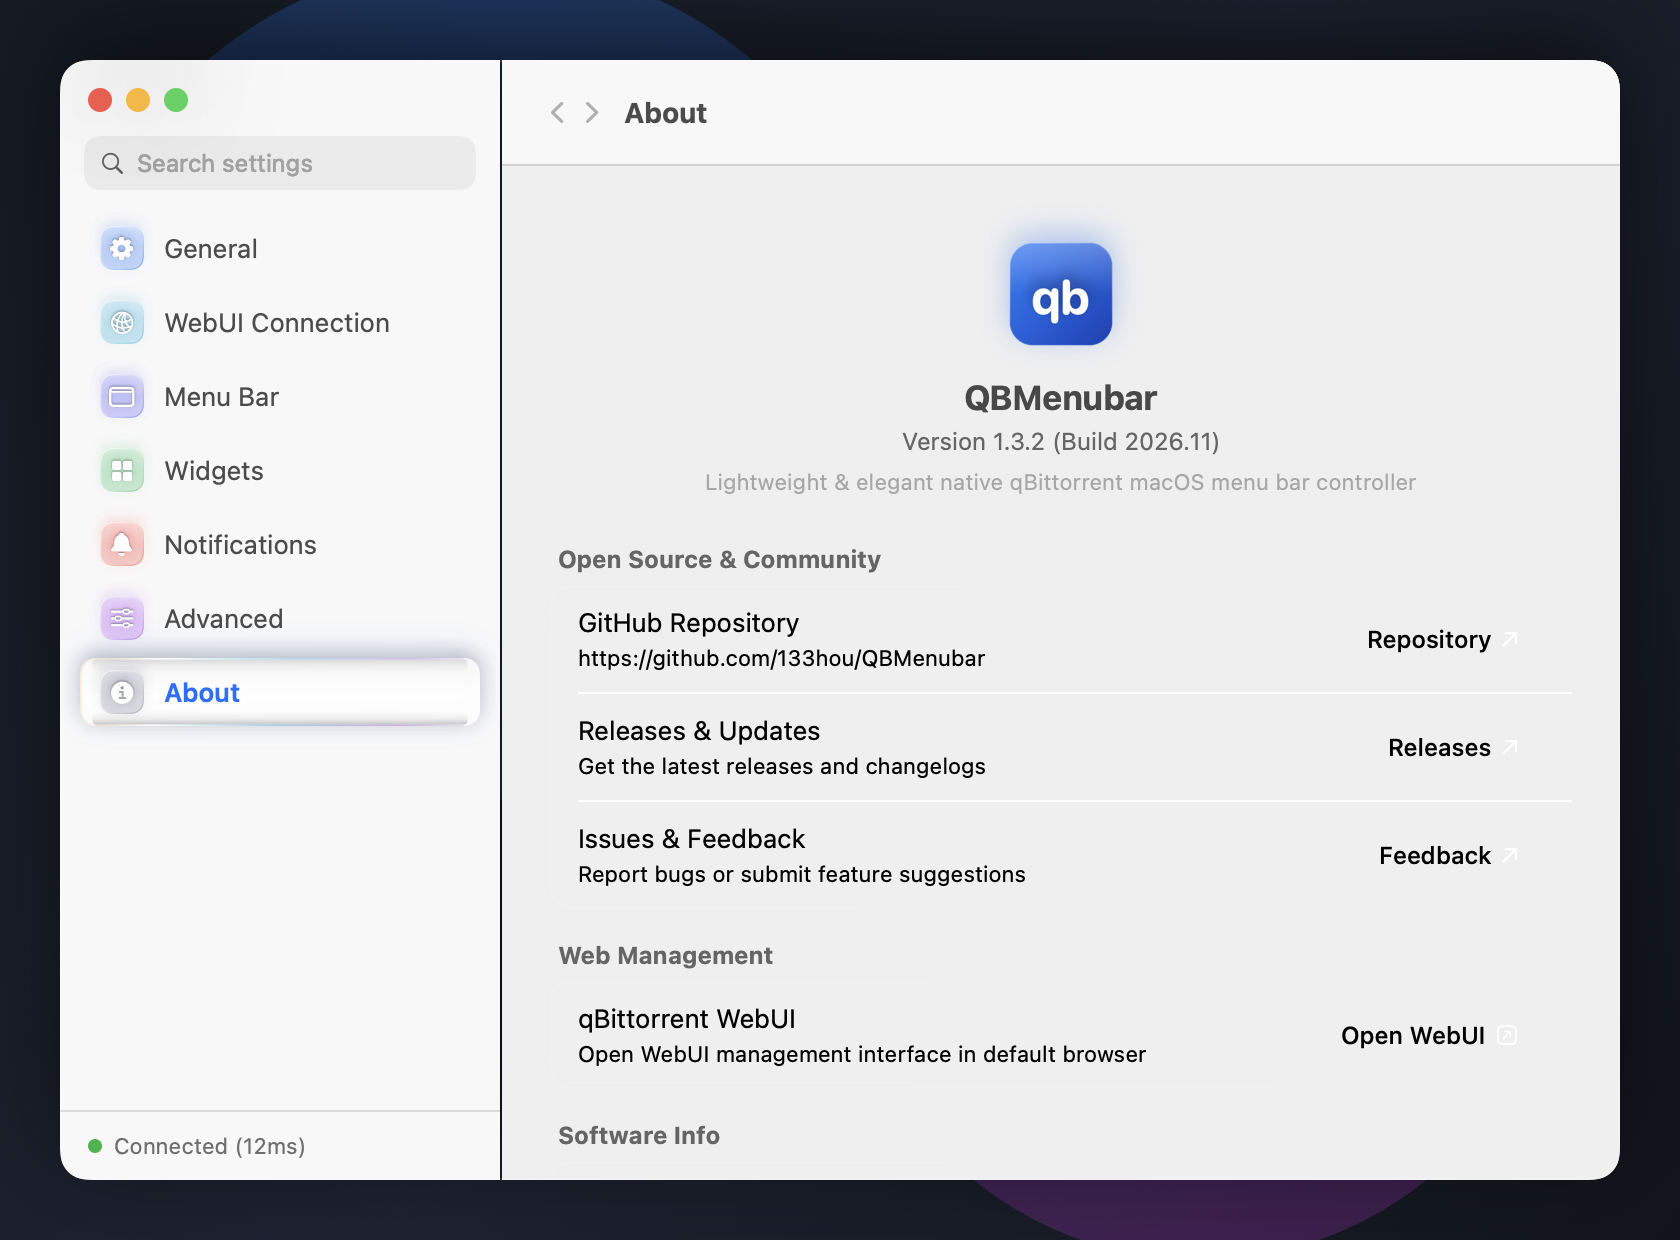 Search settings
General
WebUI Connection
Menu Bar
Widgets
Notifications
Advanced
About
Connected (12ms)
About
qb
QBMenubar
Version 1.3.2 (Build 2026.11)
Lightweight & elegant native qBittorrent macOS menu bar controller
Open Source & Community
GitHub Repository
https://github.com/133hou/QBMenubar
Repository
Releases & Updates
Get the latest releases and changelogs
Releases
Issues & Feedback
Report bugs or submit feature suggestions
Feedback
Web Management
qBittorrent WebUI
Open WebUI management interface in default browser
Open WebUI
Software Info